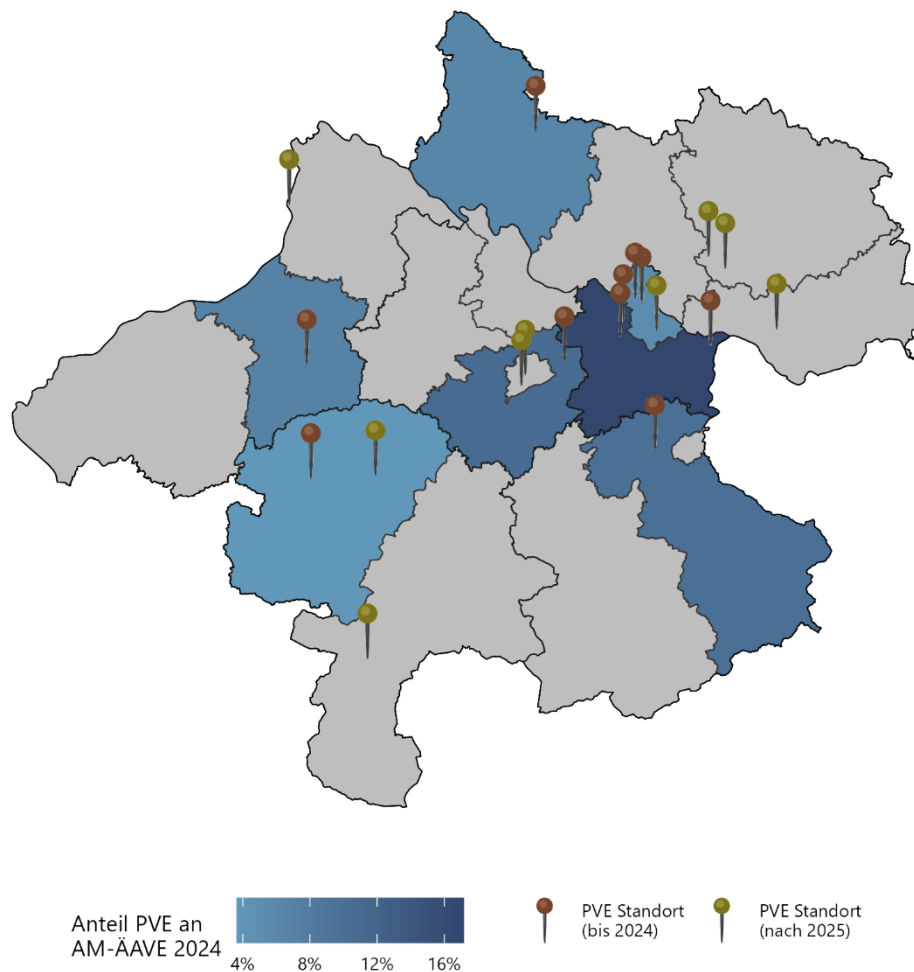 Anteil PVE an
AM-ÄAVE 2024
4% 8% 12% 16%
PVE Standort
(bis 2024)
PVE Standort
(nach 2025)